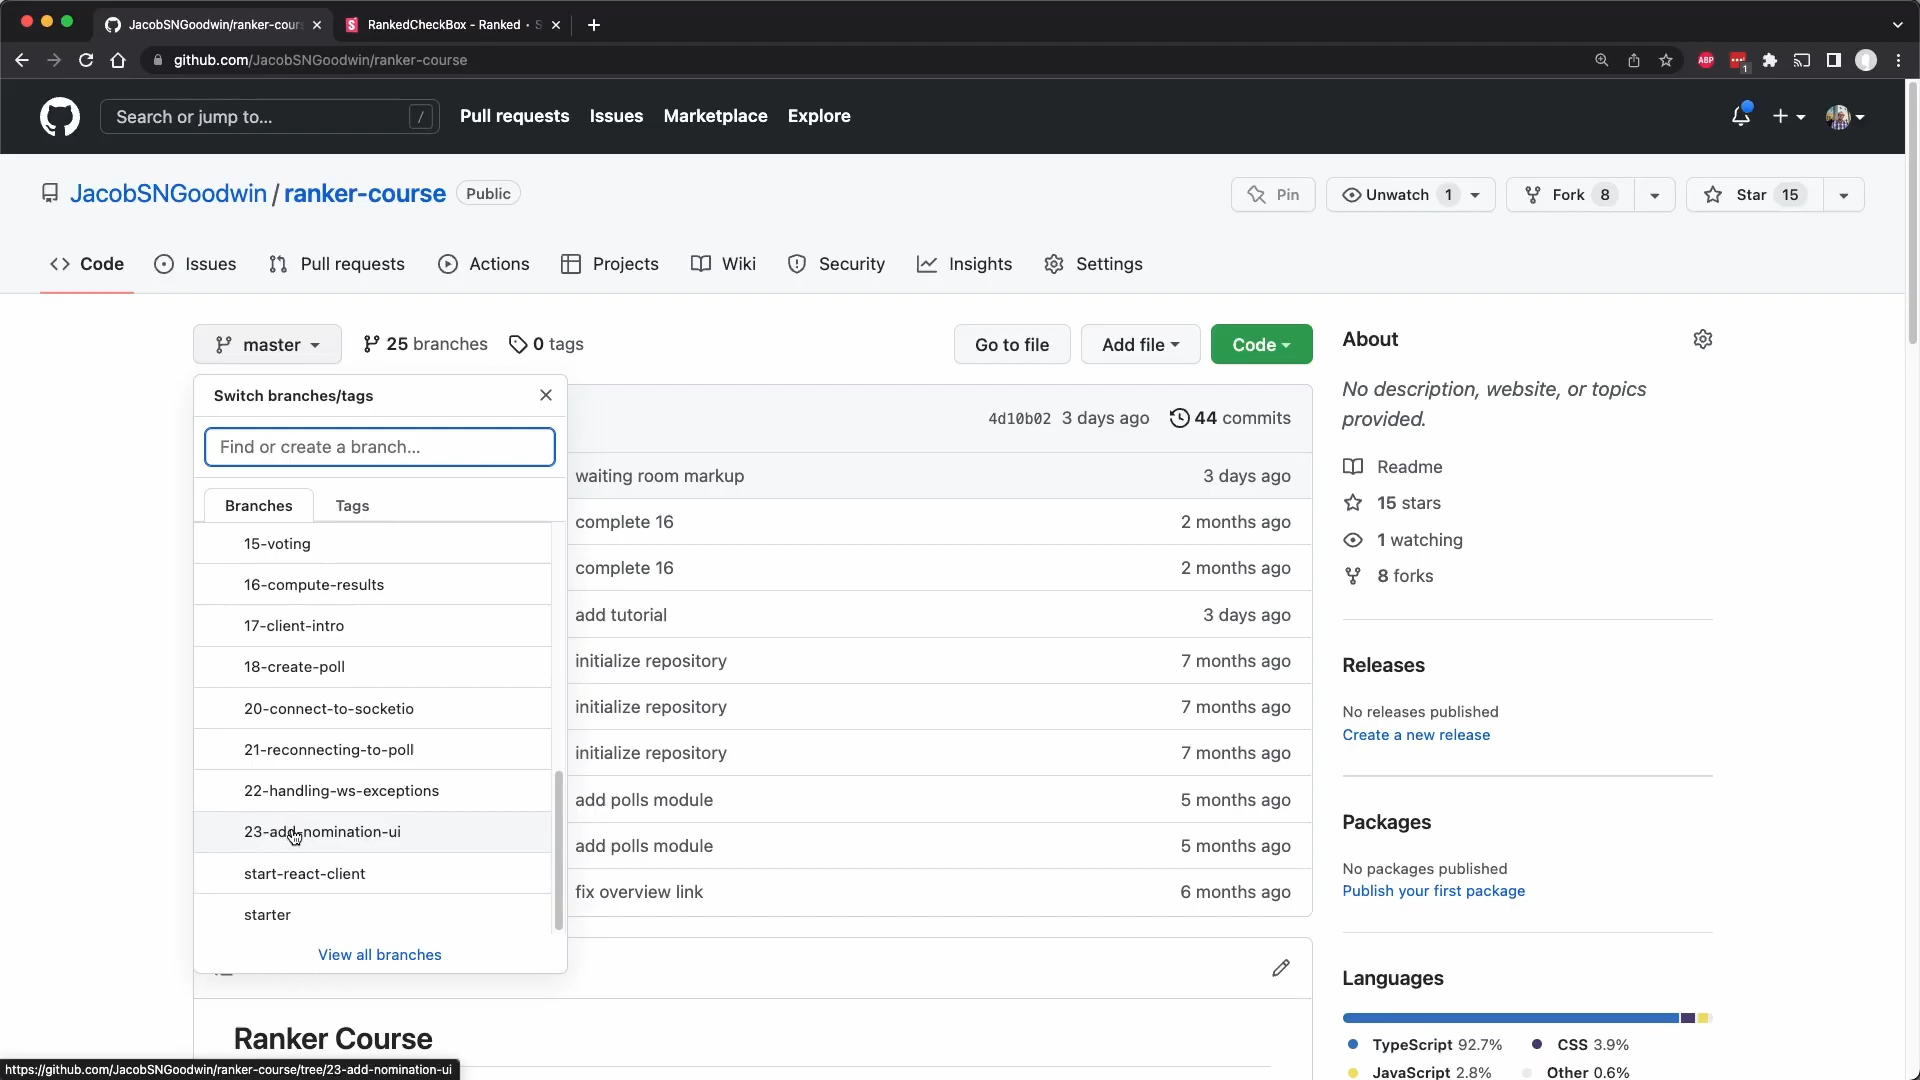 JacobSNGoodwin/ranker-cour
RankedCheckBox - Ranked · S
github.com/JacobSNGoodwin/ranker-course
ABP
1
Search or jump to...
/
Pull requests
Issues
Marketplace
Explore
JacobSNGoodwin / ranker-course
Public
Pin
Unwatch 1
Fork 8
Star 15
Code
Issues
Pull requests
Actions
Projects
Wiki
Security
Insights
Settings
master
25 branches
0 tags
Go to file
Add file
Code
Switch branches/tags
Find or create a branch...
Branches
Tags
15-voting
16-compute-results
17-client-intro
18-create-poll
20-connect-to-socketio
21-reconnecting-to-poll
22-handling-ws-exceptions
23-add-nomination-ui
start-react-client
starter
View all branches
4d10b02 3 days ago 44 commits
waiting room markup 3 days ago
complete 16 2 months ago
complete 16 2 months ago
add tutorial 3 days ago
initialize repository 7 months ago
initialize repository 7 months ago
initialize repository 7 months ago
add polls module 5 months ago
add polls module 5 months ago
fix overview link 6 months ago
Ranker Course
About
No description, website, or topics
provided.
Readme
15 stars
1 watching
8 forks
Releases
No releases published
Create a new release
Packages
No packages published
Publish your first package
Languages
TypeScript 92.7% CSS 3.9%
JavaScript 2.8% Other 0.6%
https://github.com/JacobSNGoodwin/ranker-course/tree/23-add-nomination-ui